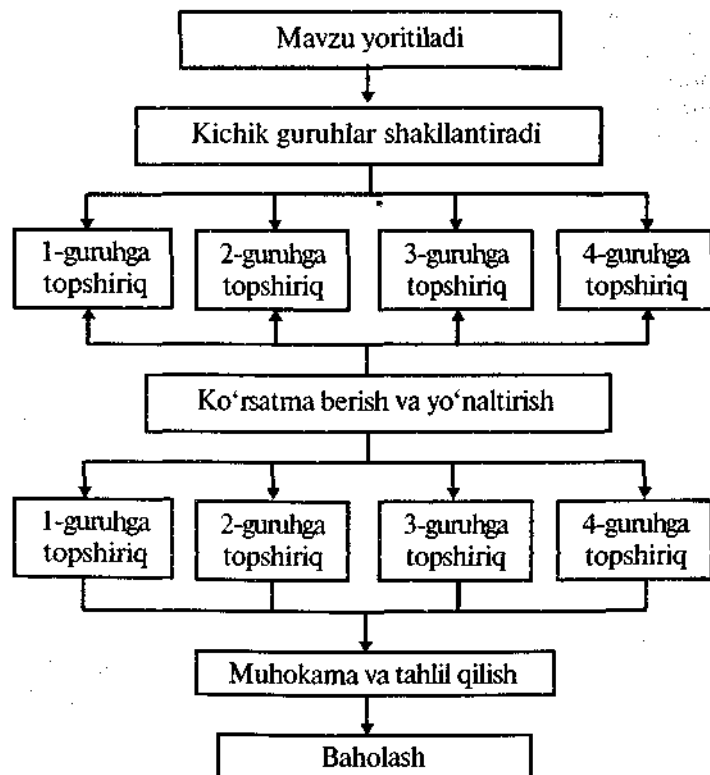 Mavzu yoritiladi
Kichik guruhlar shakllantiradi
1-guruhga topshiriq
2-guruhga topshiriq
3-guruhga topshiriq
4-guruhga topshiriq
Ko‘rsatma berish va yo‘naltirish
1-guruhga topshiriq
2-guruhga topshiriq
3-guruhga topshiriq
4-guruhga topshiriq
Muhokama va tahlil qilish
Baholash